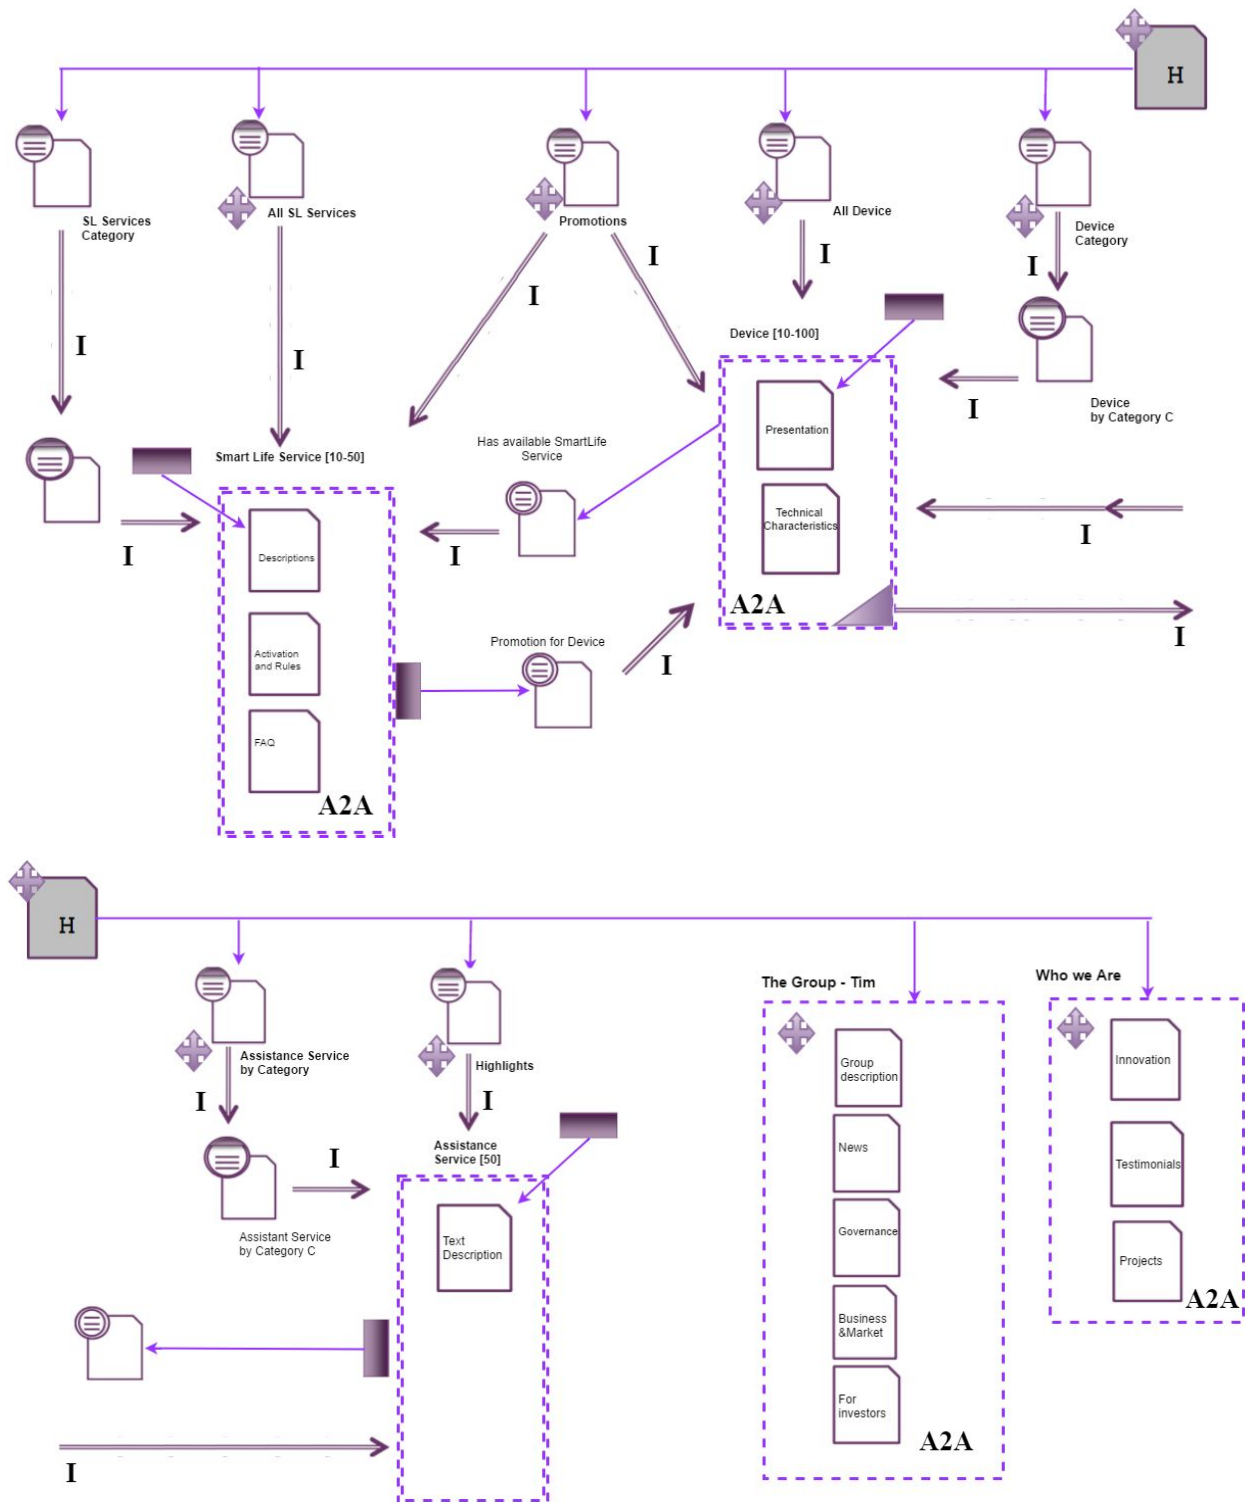 H
SL Services
Category
All SL Services
Promotions
All Device
Device
Category
I
I
I
I
Device [10-100]
I
I
Presentation
I
Device
by Category C
Has available SmartLife
Service
Smart Life Service [10-50]
Technical
Characteristics
I
I
I
Descriptions
A2A
I
Promotion for Device
I
Activation
and Rules
FAQ
A2A
H
The Group - Tim
Who we Are
Assistance Service
by Category
Highlights
Group
description
Innovation
I
I
News
Assistance
Service [50]
I
Testimonials
Governance
Assistant Service
by Category C
Text
Description
Projects
A2A
Business
&Market
For
investors
A2A
I